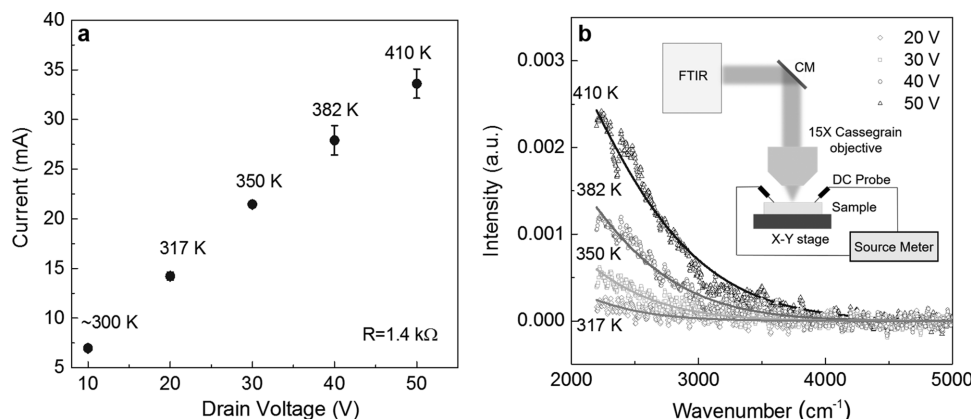 a
Current (mA)
40
35
30
25
20
15
10
5
~300 K
317 K
350 K
382 K
410 K
R=1.4 kΩ
10 20 30 40 50
Drain Voltage (V)
b
Intensity (a.u.)
0.003
0.002
0.001
0.000
410 K
382 K
350 K
317 K
20 V
30 V
40 V
50 V
FTIR
CM
15X Cassegrain
objective
DC Probe
Sample
X-Y stage
Source Meter
2000 3000 4000 5000
Wavenumber (cm⁻¹)